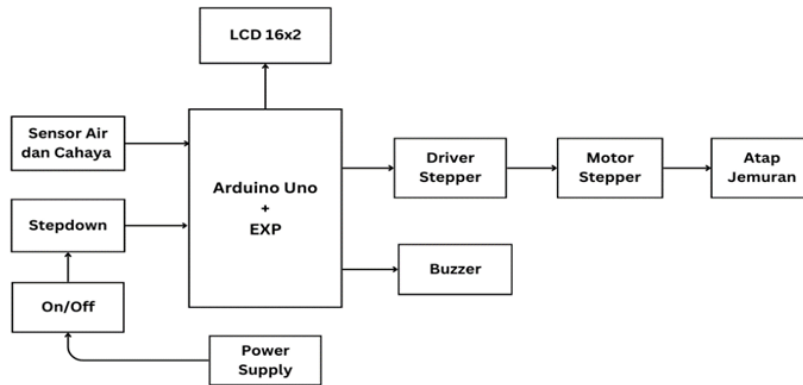 LCD 16x2
Sensor Air
dan Cahaya
Arduino Uno
+
EXP
Driver
Stepper
Motor
Stepper
Atap
Jemuran
Stepdown
Buzzer
On/Off
Power
Supply